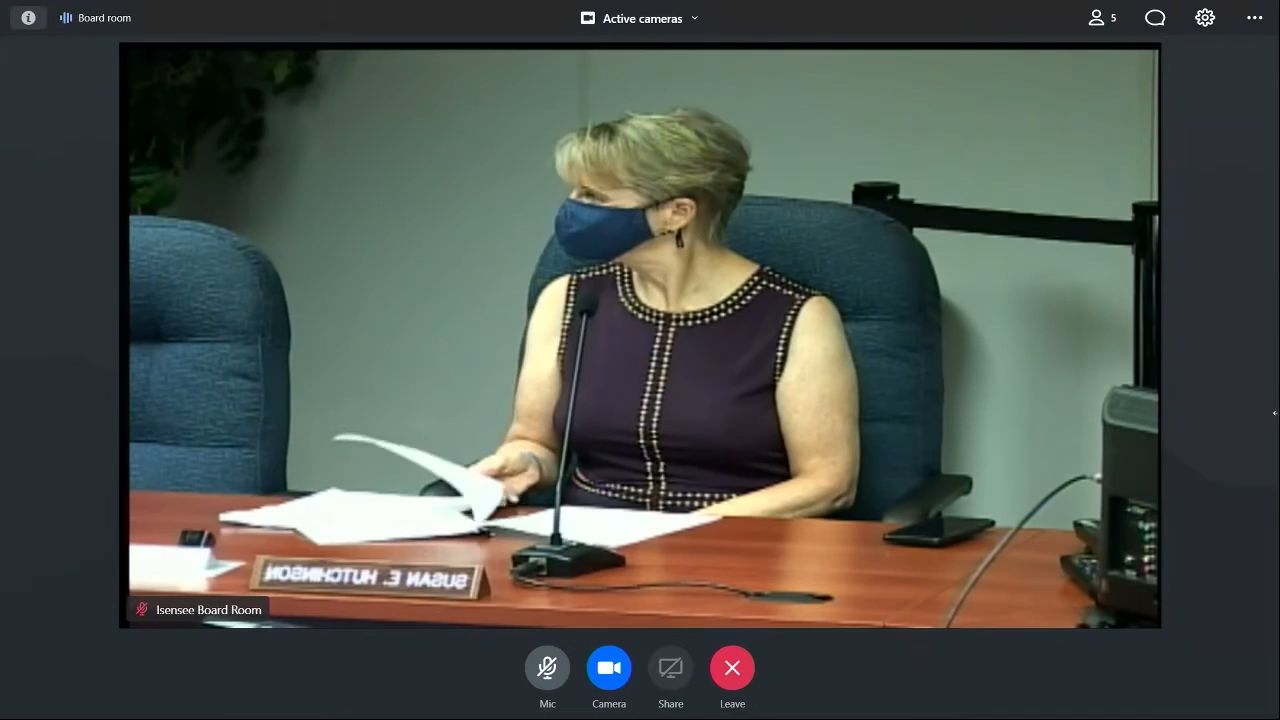 Board room
Active cameras
5
SUSAN E. HUTCHINSON
Isensee Board Room
Mic
Camera
Share
Leave